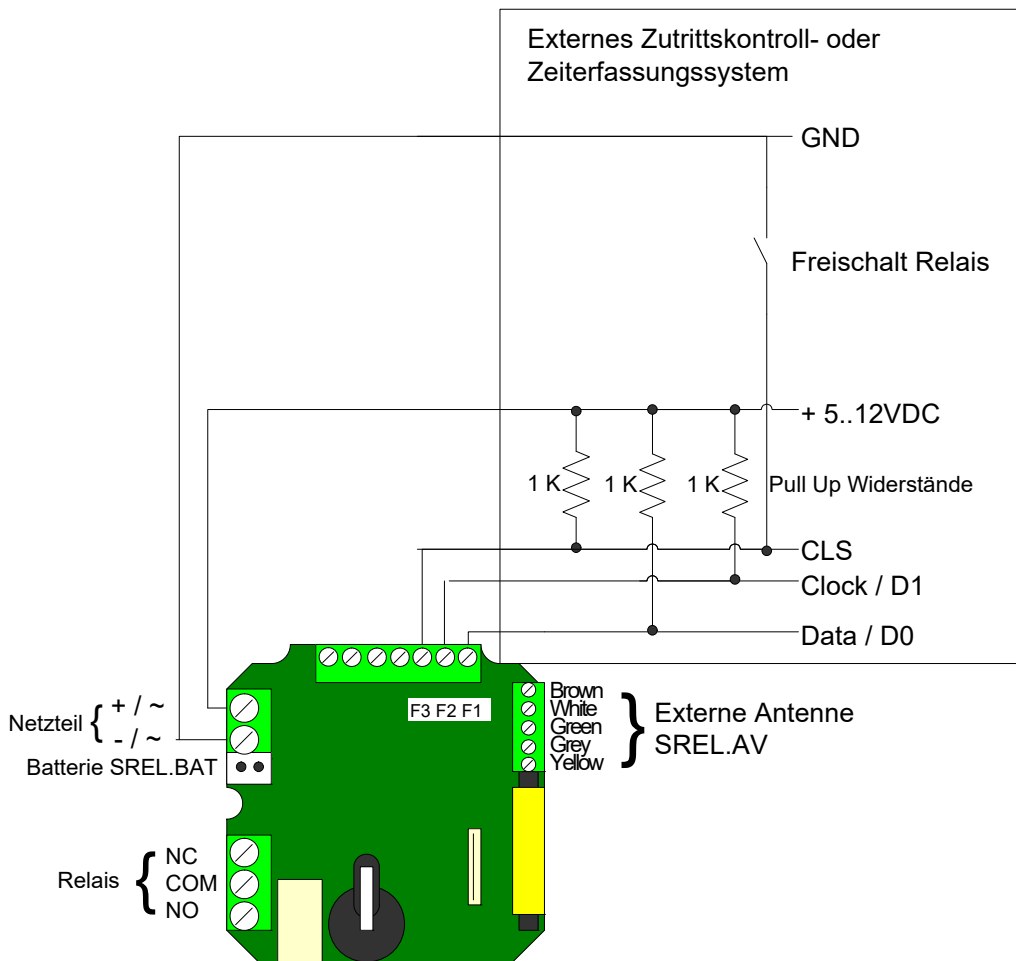 Externes Zutrittskontroll- oder
Zeiterfassungssystem
GND
Freischalt Relais
+ 5..12VDC
1 K
1 K
1 K
Pull Up Widerstände
CLS
Clock / D1
Data / D0
F3 F2 F1
Netzteil { + / ~
- / ~
Batterie SREL.BAT
Brown
White
Green
Grey
Yellow
} Externe Antenne
SREL.AV
Relais { NC
COM
NO